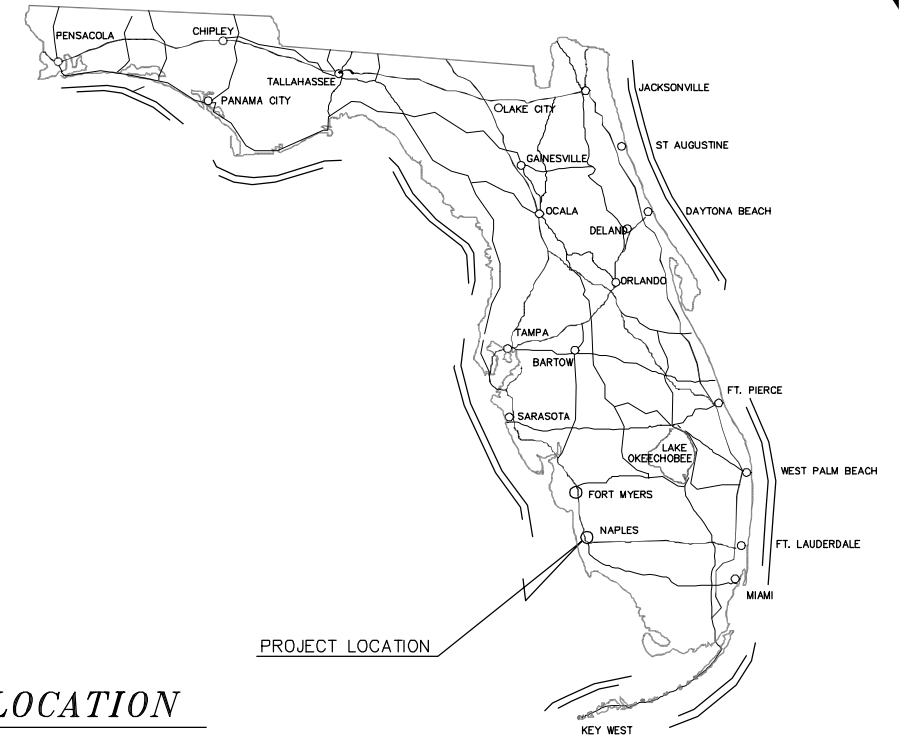 PENSACOLA
CHIPLEY
TALLAHASSEE
PANAMA CITY
LAKE CITY
JACKSONVILLE
ST AUGUSTINE
GAINESVILLE
OCALA
DAYTONA BEACH
DELAND
ORLANDO
TAMPA
BARTOW
FT. PIERCE
SARASOTA
LAKE
OKEECHOBEE
WEST PALM BEACH
FORT MYERS
NAPLES
FT. LAUDERDALE
MIAMI
PROJECT LOCATION
LOCATION
KEY WEST